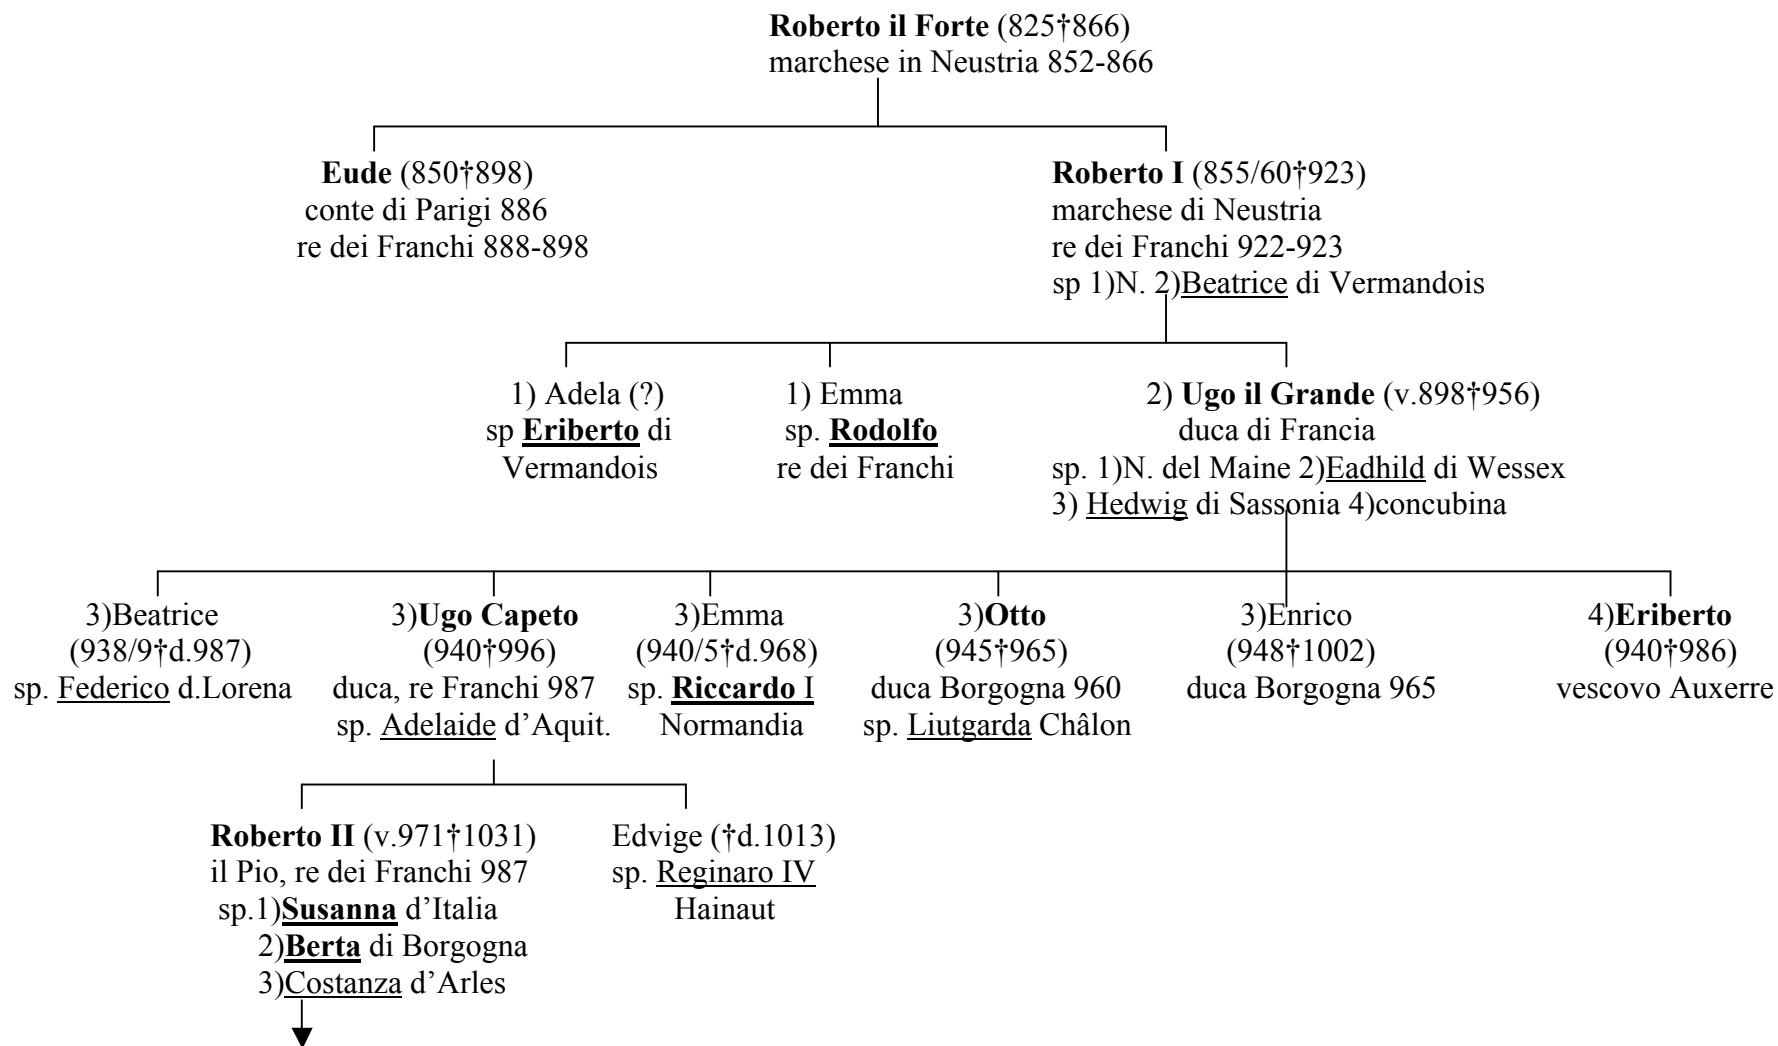 Roberto il Forte (825†866)
marchese in Neustria 852-866
Eude (850†898)
conte di Parigi 886
re dei Franchi 888-898
Roberto I (855/60†923)
marchese di Neustria
re dei Franchi 922-923
sp 1)N. 2)Beatrice di Vermandois
1) Adela (?)
sp Eriberto di
Vermandois
1) Emma
sp. Rodolfo
re dei Franchi
2) Ugo il Grande (v.898†956)
duca di Francia
sp. 1)N. del Maine 2)Eadhild di Wessex
3) Hedwig di Sassonia 4)concubina
3)Beatrice
(938/9†d.987)
sp. Federico d.Lorena
3)Ugo Capeto
(940†996)
duca, re Franchi 987
sp. Adelaide d’Aquit.
3)Emma
(940/5†d.968)
sp. Riccardo I
Normandia
3)Otto
(945†965)
duca Borgogna 960
sp. Liutgarda Châlon
3)Enrico
(948†1002)
duca Borgogna 965
4)Eriberto
(940†986)
vescovo Auxerre
Roberto II (v.971†1031)
il Pio, re dei Franchi 987
sp.1)Susanna d’Italia
2)Berta di Borgogna
3)Costanza d’Arles
Edvige (†d.1013)
sp. Reginaro IV
Hainaut